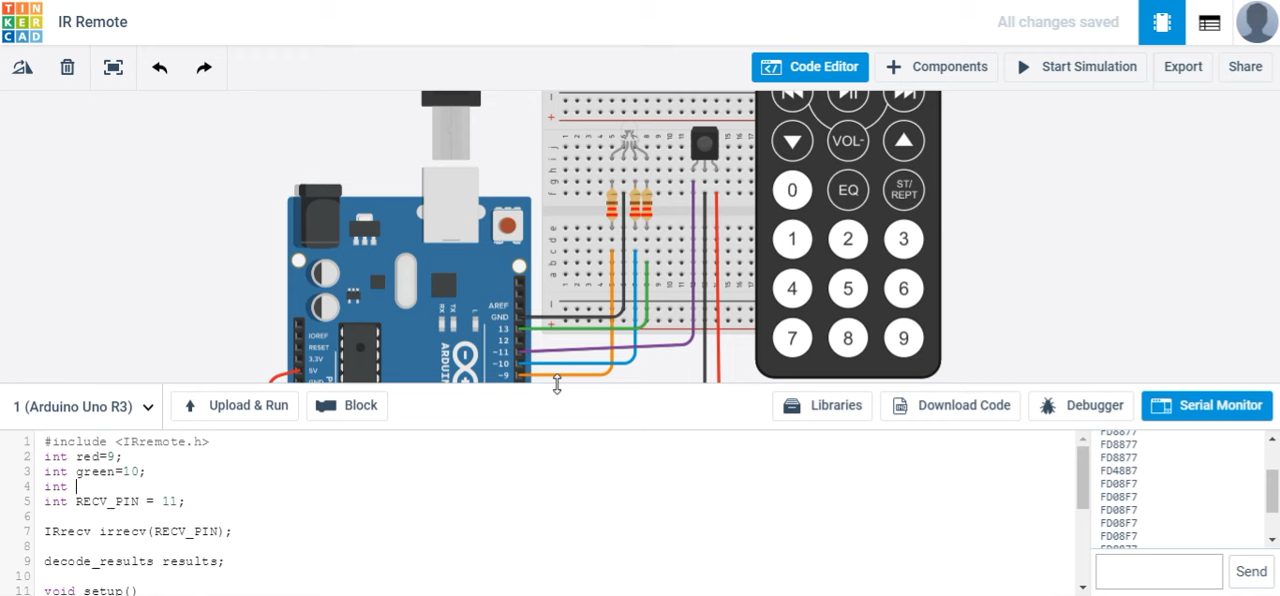 TIN
KER
CAD
IR Remote
All changes saved
Code Editor
Components
Start Simulation
Export
Share
VOL-
0 EQ ST/
REPT
1 2 3
4 5 6
7 8 9
AREF
GND
13
12
~11
~10
~9
IOREF
RESET
3.3V
5V
RX
TX
L
ARDUIN
1 (Arduino Uno R3)
Upload & Run
Block
Libraries
Download Code
Debugger
Serial Monitor
1 #include <IRremote.h>
2 int red=9;
3 int green=10;
4 int
5 int RECV_PIN = 11;
6
7 IRrecv irrecv(RECV_PIN);
8
9 decode_results results;
10
11 void setup()
FD8877
FD8877
FD8877
FD48B7
FD08F7
FD08F7
FD08F7
FD08F7
FD08F7
Send